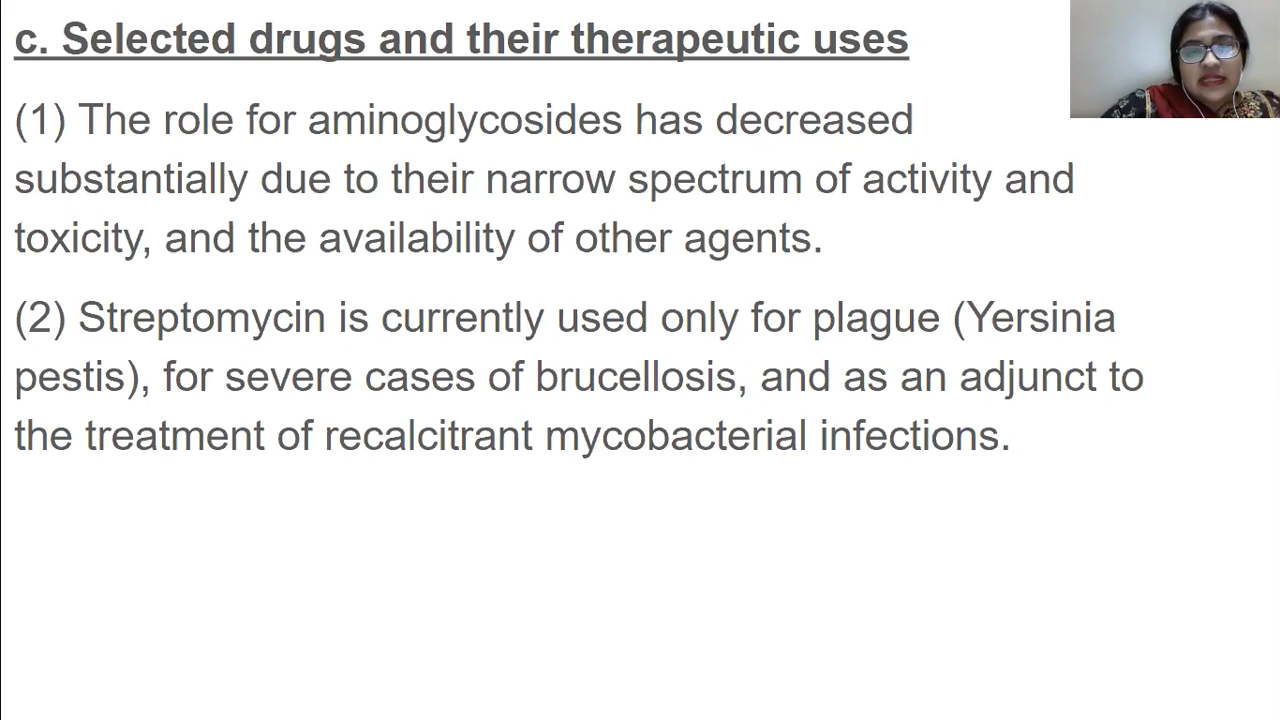 c. Selected drugs and their therapeutic uses
(1) The role for aminoglycosides has decreased
substantially due to their narrow spectrum of activity and
toxicity, and the availability of other agents.
(2) Streptomycin is currently used only for plague (Yersinia
pestis), for severe cases of brucellosis, and as an adjunct to
the treatment of recalcitrant mycobacterial infections.